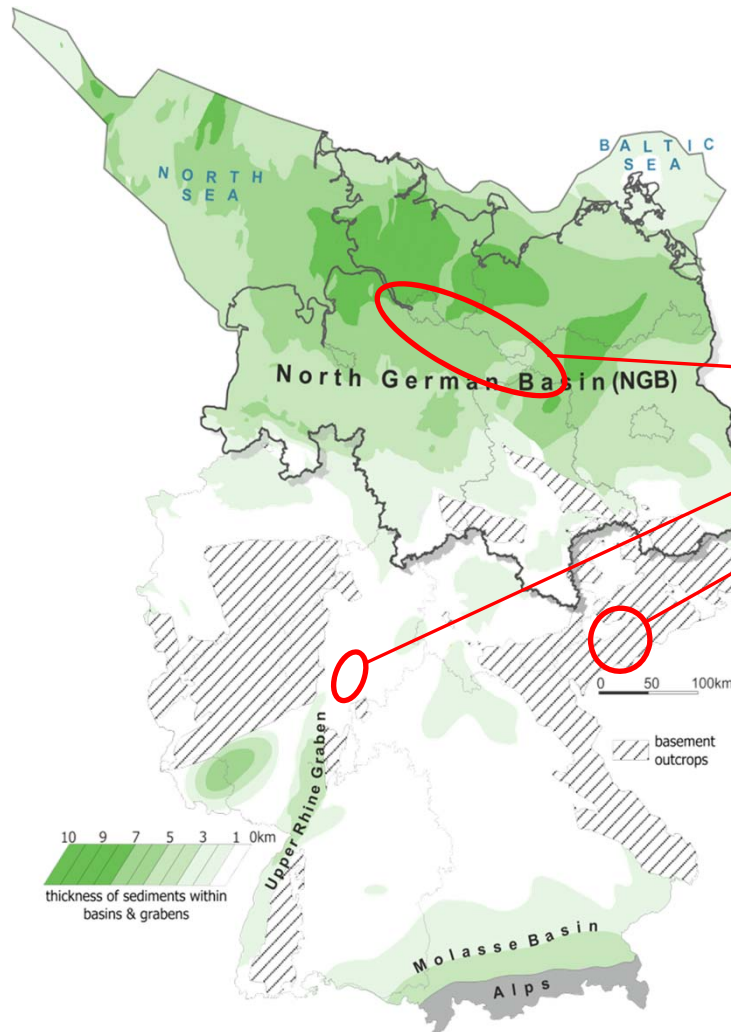 BALTIC
SEA
NORTH
SEA
North German Basin (NGB)
0 50 100km
basement
outcrops
Upper Rhine Graben
10 9 7 5 3 1 0km
thickness of sediments within
basins & grabens
Molasse Basin
Alps